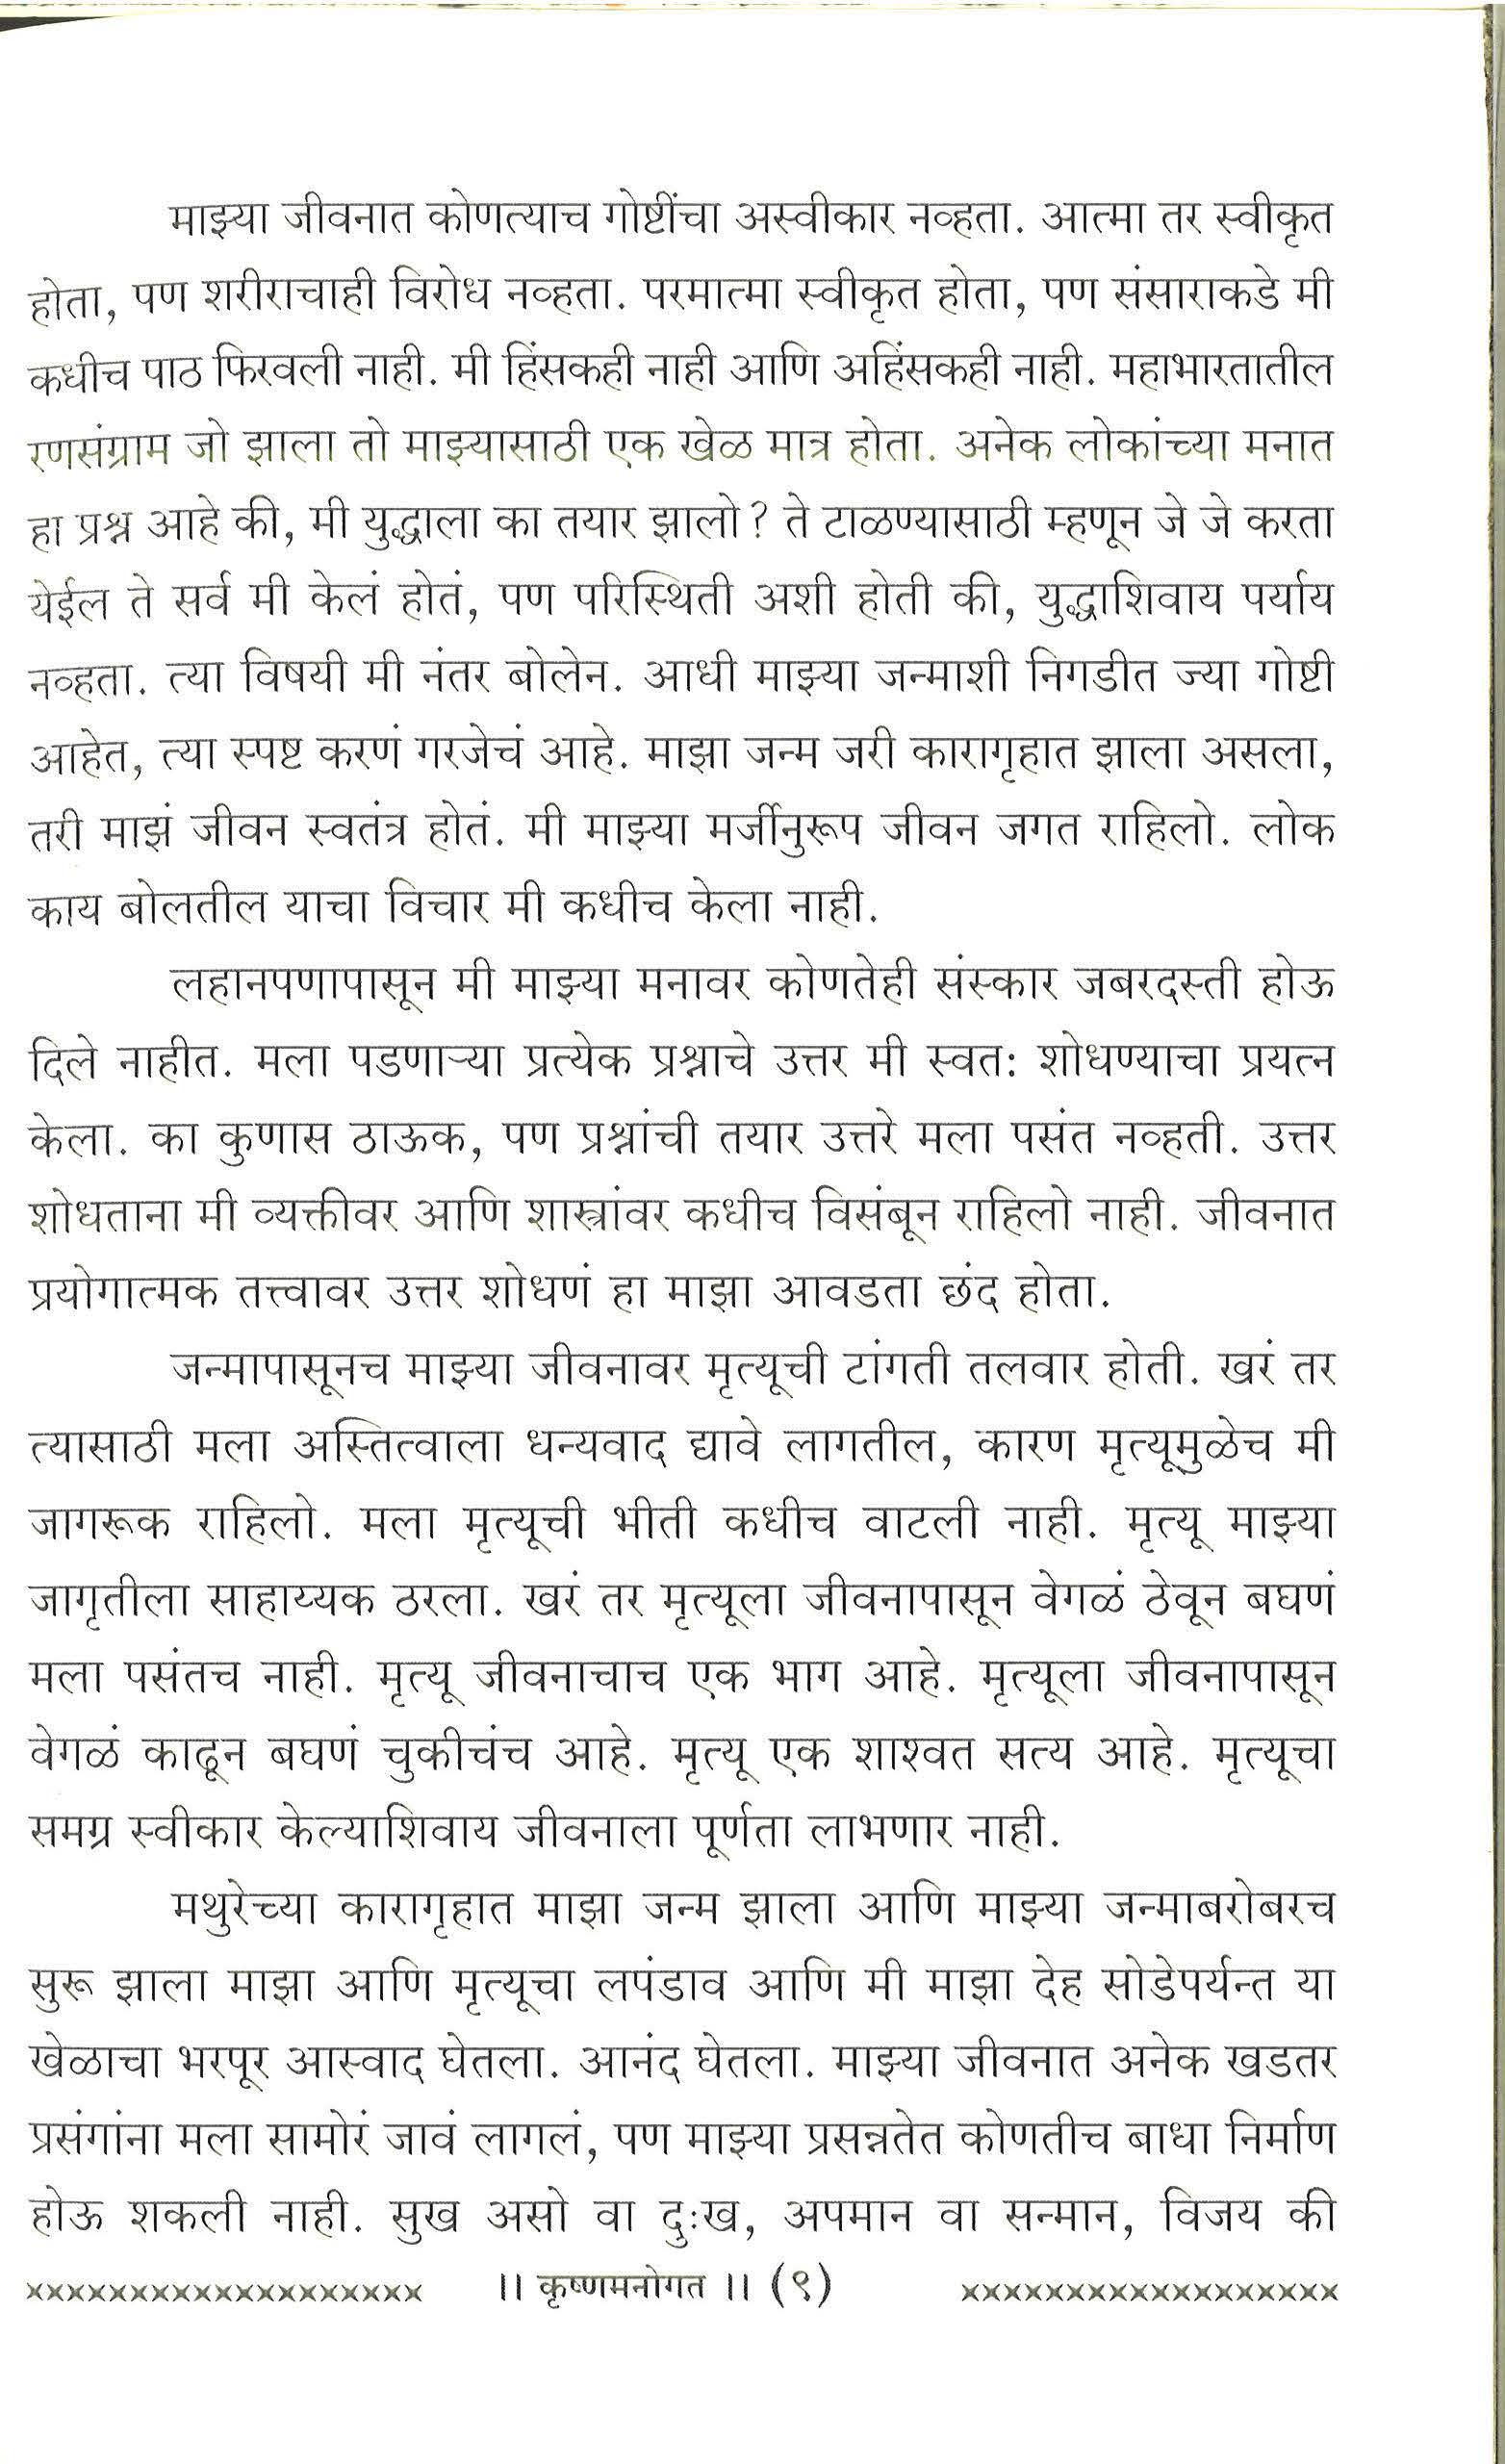 माझ्या जीवनात कोणत्याच गोष्टींचा अस्वीकार नव्हता. आत्मा तर स्वीकृत
होता, पण शरीराचाही विरोध नव्हता. परमात्मा स्वीकृत होता, पण संसाराकडे मी
कधीच पाठ फिरवली नाही. मी हिंसकही नाही आणि अहिंसकही नाही. महाभारतातील
रणसंग्राम जो झाला तो माझ्यासाठी एक खेळ मात्र होता. अनेक लोकांच्या मनात
हा प्रश्न आहे की, मी युद्धाला का तयार झालो? ते टाळण्यासाठी म्हणून जे जे करता
येईल ते सर्व मी केलं होतं, पण परिस्थिती अशी होती की, युद्धाशिवाय पर्याय
नव्हता. त्या विषयी मी नंतर बोलेन. आधी माझ्या जन्माशी निगडीत ज्या गोष्टी
आहेत, त्या स्पष्ट करणं गरजेचं आहे. माझा जन्म जरी कारागृहात झाला असला,
तरी माझं जीवन स्वतंत्र होतं. मी माझ्या मर्जीनुरूप जीवन जगत राहिलो. लोक
काय बोलतील याचा विचार मी कधीच केला नाही.
लहानपणापासून मी माझ्या मनावर कोणतेही संस्कार जबरदस्ती होऊ
दिले नाहीत. मला पडणाऱ्या प्रत्येक प्रश्नाचे उत्तर मी स्वतः शोधण्याचा प्रयत्न
केला. का कुणास ठाऊक, पण प्रश्नांची तयार उत्तरे मला पसंत नव्हती. उत्तर
शोधताना मी व्यक्तीवर आणि शास्त्रांवर कधीच विसंबून राहिलो नाही. जीवनात
प्रयोगात्मक तत्त्वावर उत्तर शोधणं हा माझा आवडता छंद होता.
जन्मापासूनच माझ्या जीवनावर मृत्यूची टांगती तलवार होती. खरं तर
त्यासाठी मला अस्तित्वाला धन्यवाद द्यावे लागतील, कारण मृत्यूमुळेच मी
जागरूक राहिलो. मला मृत्यूची भीती कधीच वाटली नाही. मृत्यू माझ्या
जागृतीला साहाय्यक ठरला. खरं तर मृत्यूला जीवनापासून वेगळं ठेवून बघणं
मला पसंतच नाही. मृत्यू जीवनाचाच एक भाग आहे. मृत्यूला जीवनापासून
वेगळं काढून बघणं चुकीचंच आहे. मृत्यू एक शाश्वत सत्य आहे. मृत्यूचा
समग्र स्वीकार केल्याशिवाय जीवनाला पूर्णता लाभणार नाही.
मथुरेच्या कारागृहात माझा जन्म झाला आणि माझ्या जन्माबरोबरच
सुरू झाला माझा आणि मृत्यूचा लपंडाव आणि मी माझा देह सोडेपर्यन्त या
खेळाचा भरपूर आस्वाद घेतला. आनंद घेतला. माझ्या जीवनात अनेक खडतर
प्रसंगांना मला सामोरं जावं लागलं, पण माझ्या प्रसन्नतेत कोणतीच बाधा निर्माण
होऊ शकली नाही. सुख असो वा दुःख, अपमान वा सन्मान, विजय की
।। कृष्णमनोगत ।। (९)